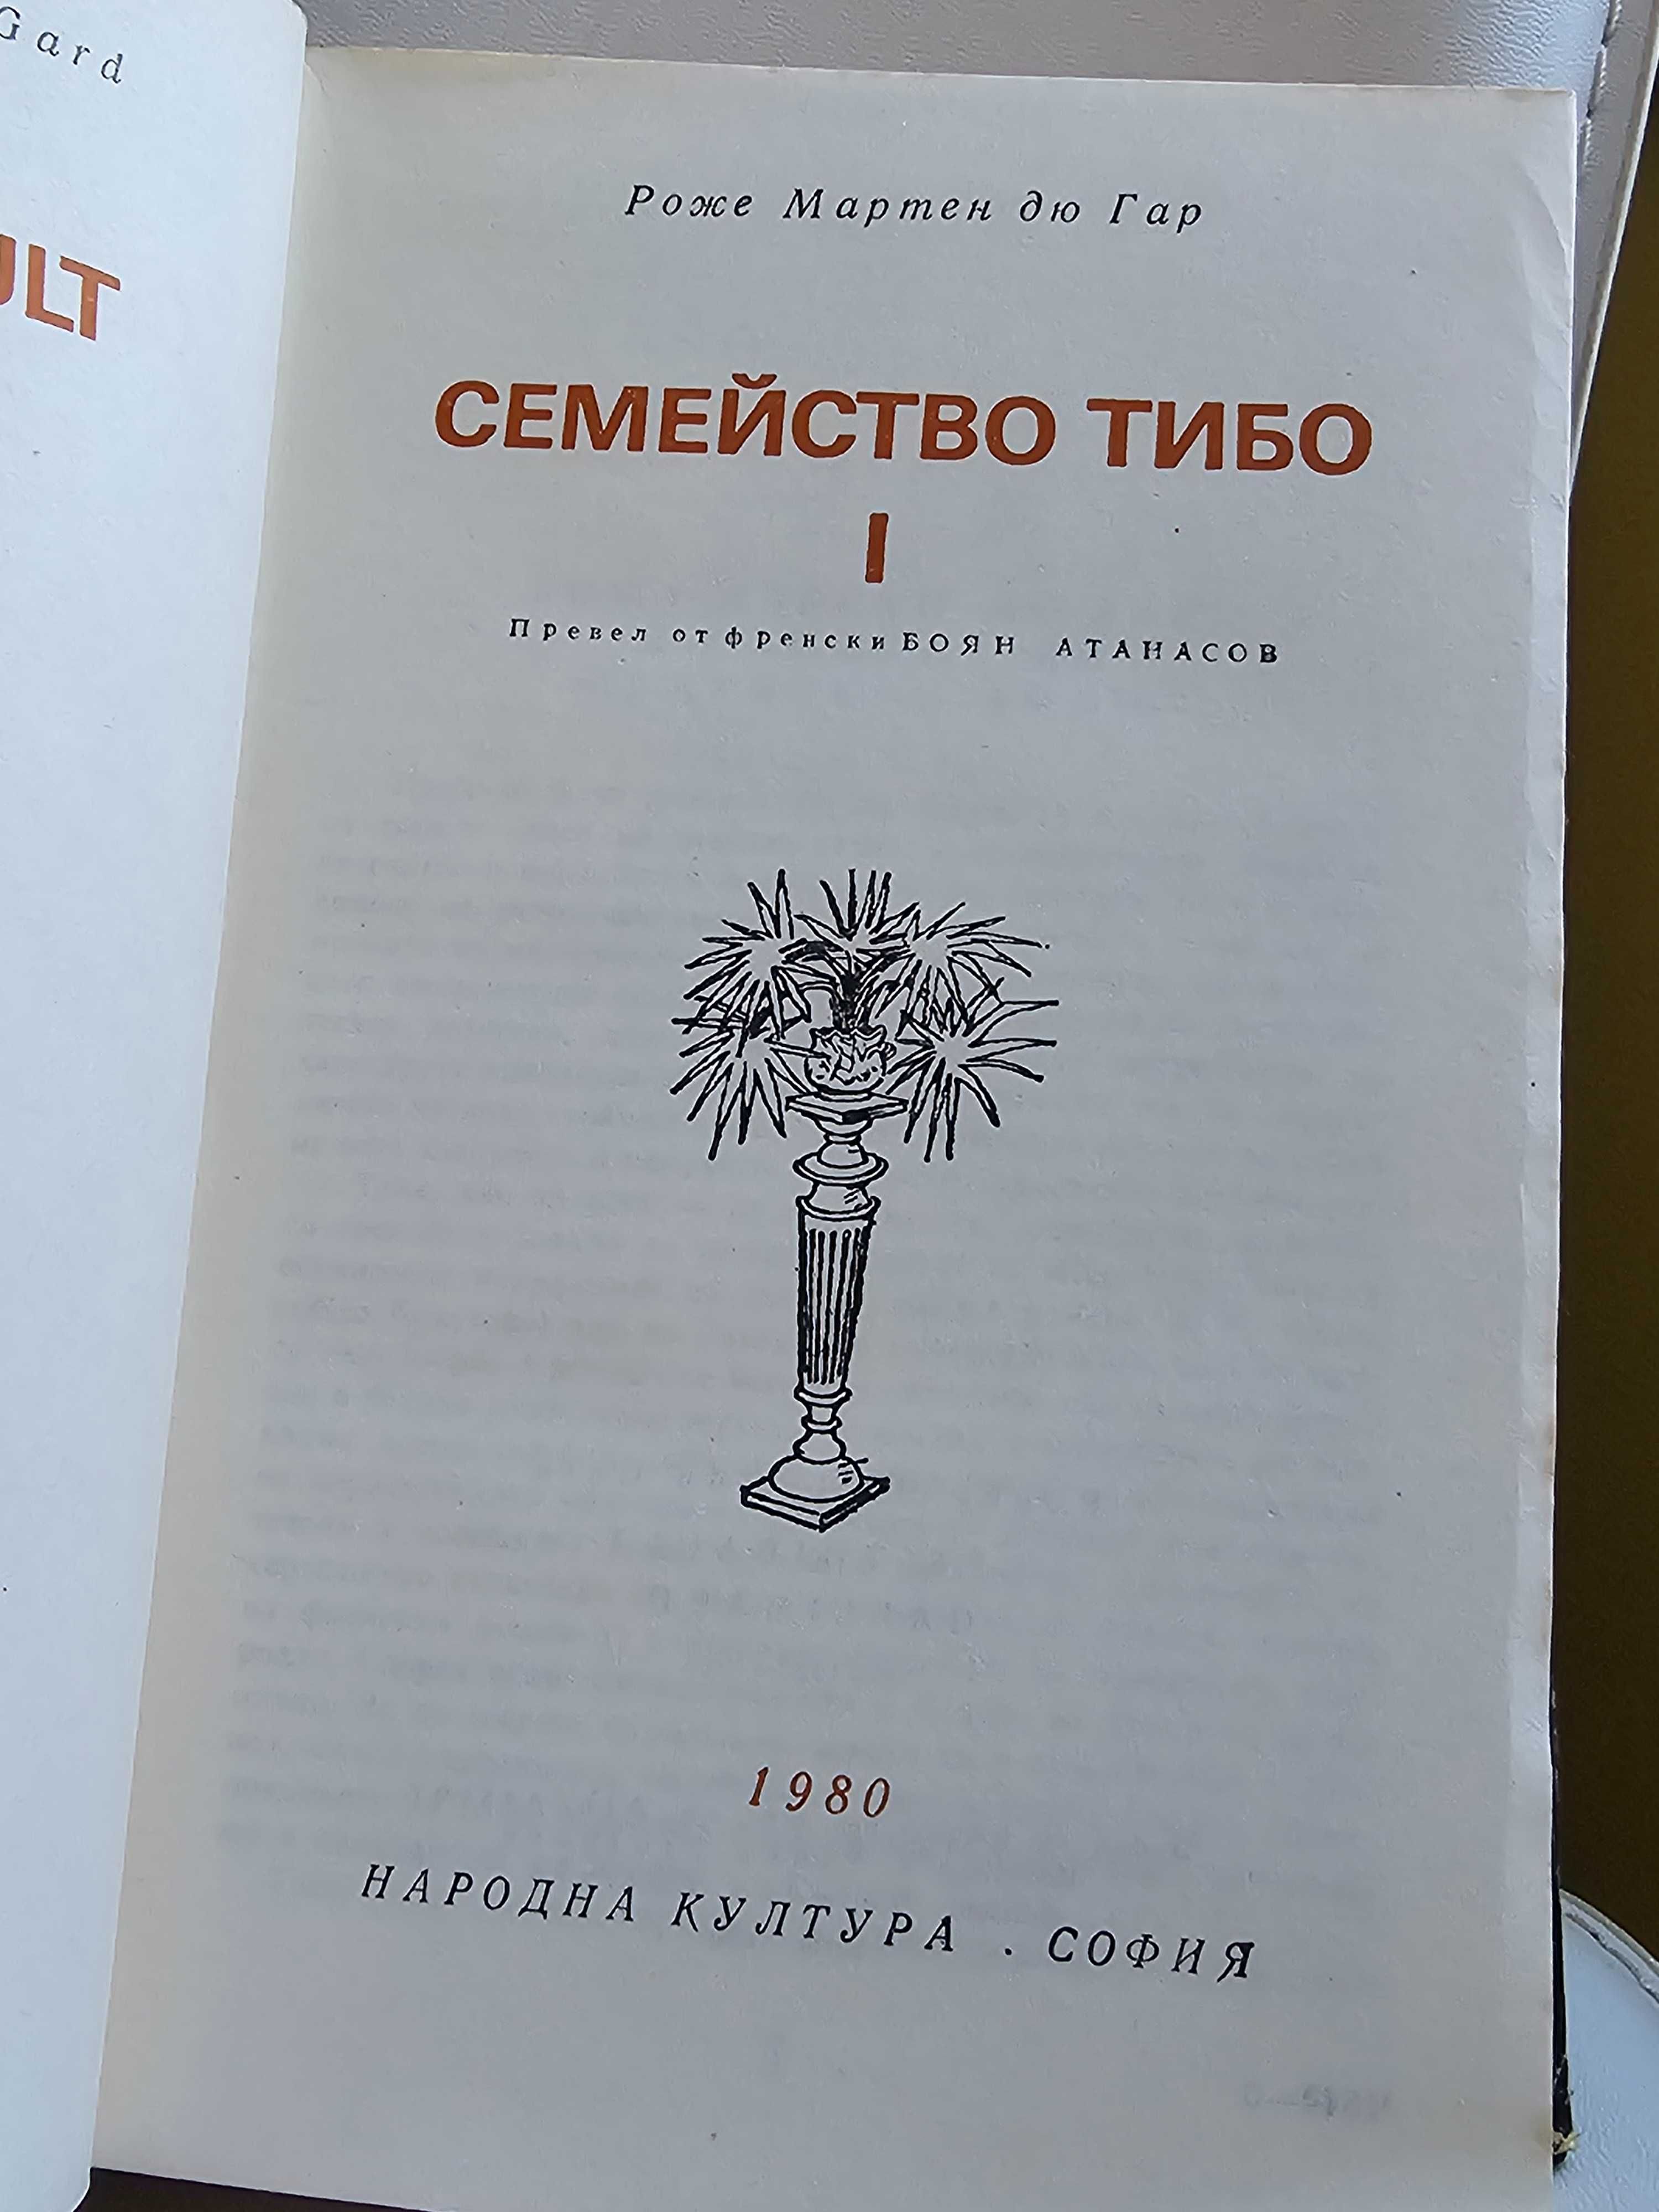 Gard
ULT
Роже Мартен дю Гар
СЕМЕЙСТВО ТИБО
I
Превел от френски БОЯН АТАНАСОВ
1980
НАРОДНА КУЛТУРА . СОФИЯ